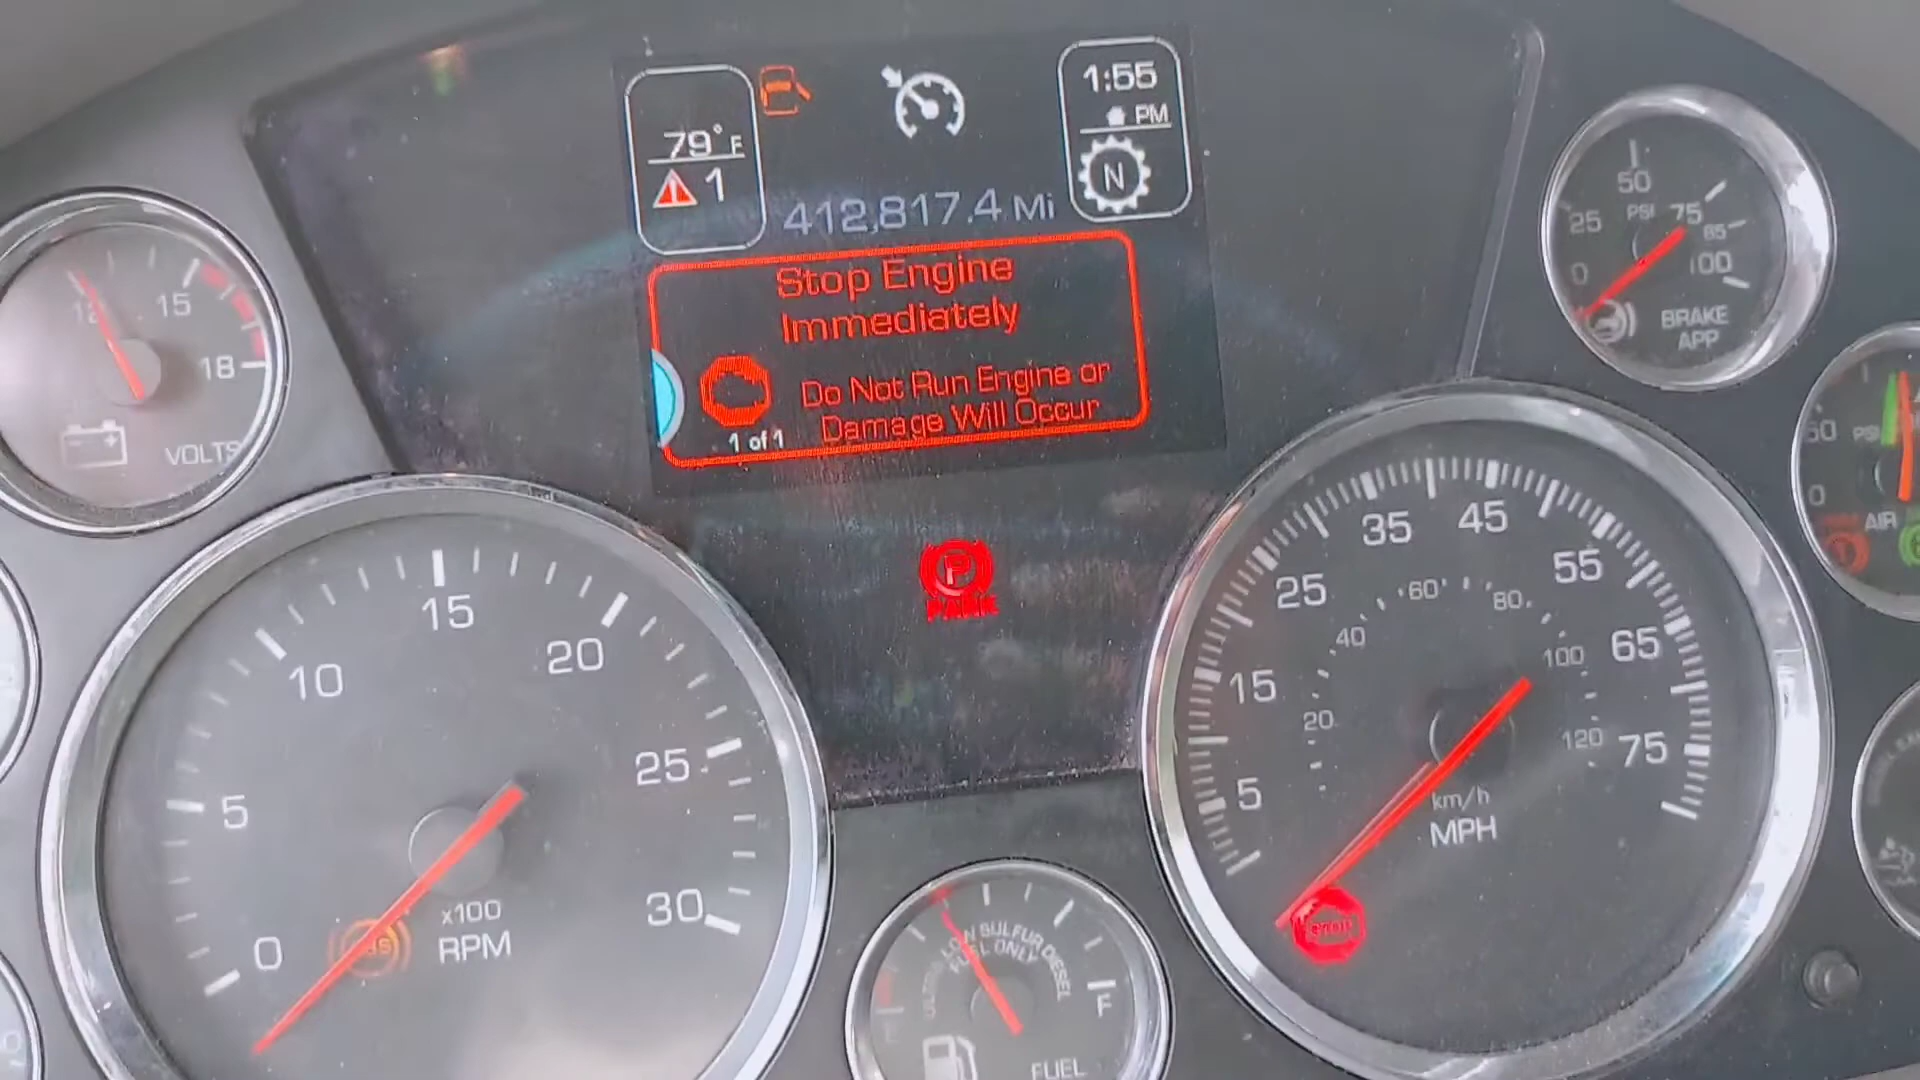 1:55
PM
79°F
1
N
412,817.4 Mi
Stop Engine
Immediately
Do Not Run Engine or
Damage Will Occur
1 of 1
PARK
12 15
18
VOLTS
0 5 10 15 20 25 30
x100
RPM
5 15 25 35 45 55 65 75
20 40 60 80 100 120
km/h
MPH
0 25 50 75 85 100
PSI
BRAKE
APP
PSI
0
AIR
ULTRA LOW SULFUR DIESEL
FUEL ONLY
E F
FUEL